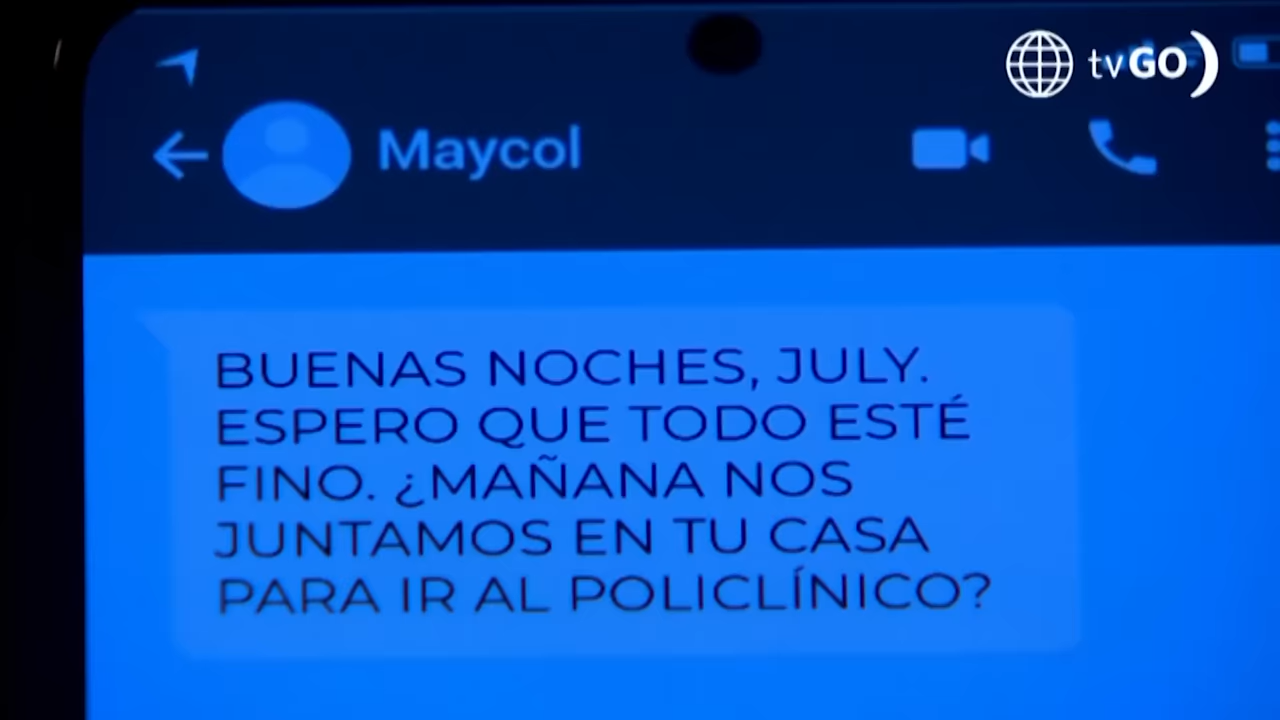 tvGO
Maycol
BUENAS NOCHES, JULY.
ESPERO QUE TODO ESTÉ
FINO. ¿MAÑANA NOS
JUNTAMOS EN TU CASA
PARA IR AL POLICLÍNICO?